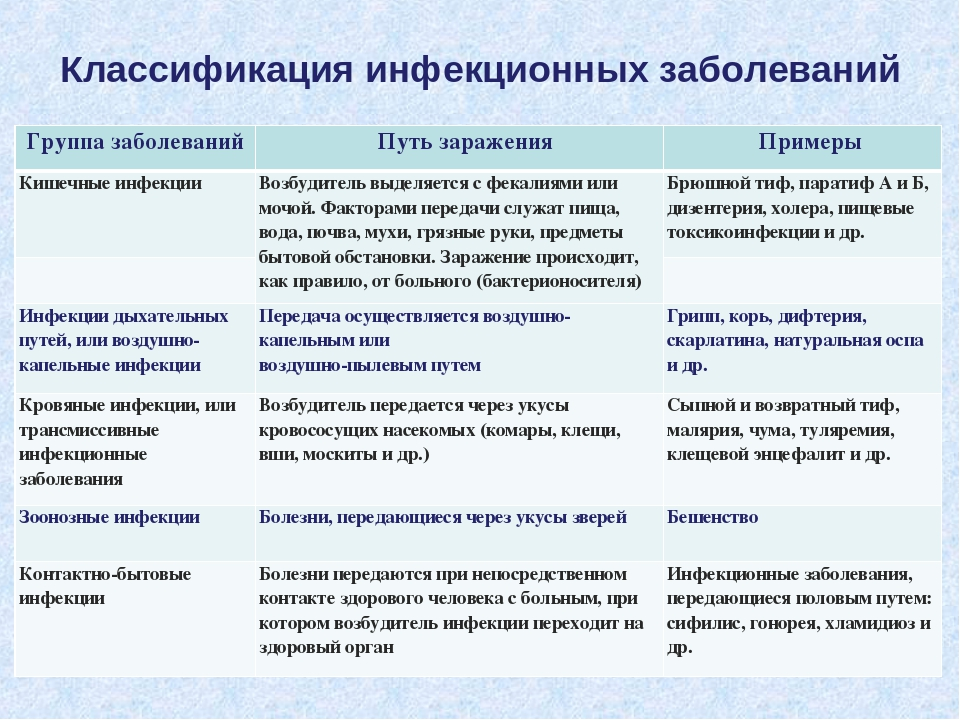 Классификация инфекционных заболеваний
Группа заболеваний
Путь заражения
Примеры
Кишечные инфекции
Возбудитель выделяется с фекалиями или
мочой. Факторами передачи служат пища,
вода, почва, мухи, грязные руки, предметы
бытовой обстановки. Заражение происходит,
как правило, от больного (бактерионосителя)
Брюшной тиф, паратиф А и Б,
дизентерия, холера, пищевые
токсикоинфекции и др.
Инфекции дыхательных
путей, или воздушно-
капельные инфекции
Передача осуществляется воздушно-
капельным или
воздушно-пылевым путем
Грипп, корь, дифтерия,
скарлатина, натуральная оспа
и др.
Кровяные инфекции, или
трансмиссивные
инфекционные
заболевания
Возбудитель передается через укусы
кровососущих насекомых (комары, клещи,
вши, москиты и др.)
Сыпной и возвратный тиф,
малярия, чума, туляремия,
клещевой энцефалит и др.
Зоонозные инфекции
Болезни, передающиеся через укусы зверей
Бешенство
Контактно-бытовые
инфекции
Болезни передаются при непосредственном
контакте здорового человека с больным, при
котором возбудитель инфекции переходит на
здоровый орган
Инфекционные заболевания,
передающиеся половым путем:
сифилис, гонорея, хламидиоз и
др.